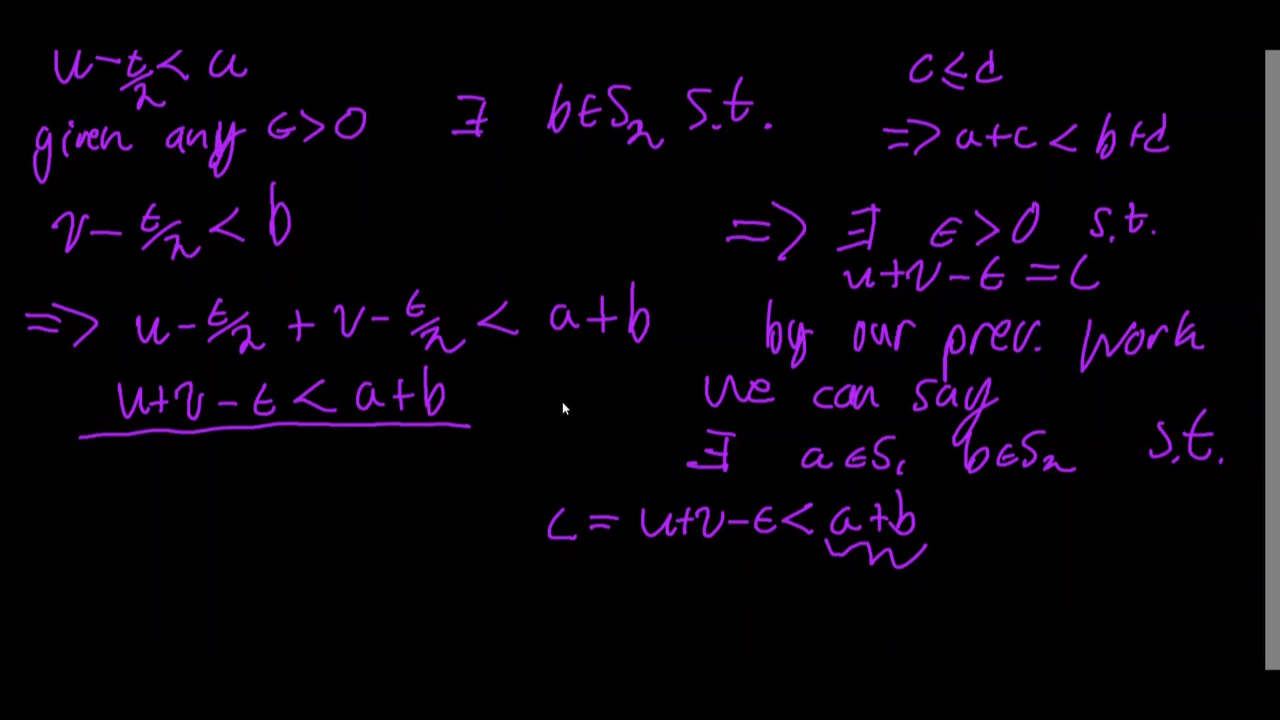 u - ε/2 < a
given any ε > 0 ∃ b ∈ S₂ s.t.
v - ε/2 < b
=> u - ε/2 + v - ε/2 < a + b
u + v - ε < a + b
c ≤ d
=> a + c < b + d
=> ∃ ε > 0 s.t.
u + v - ε = c
by our prev. work
we can say
∃ a ∈ S₁ b ∈ S₂ s.t.
c = u + v - ε < a + b